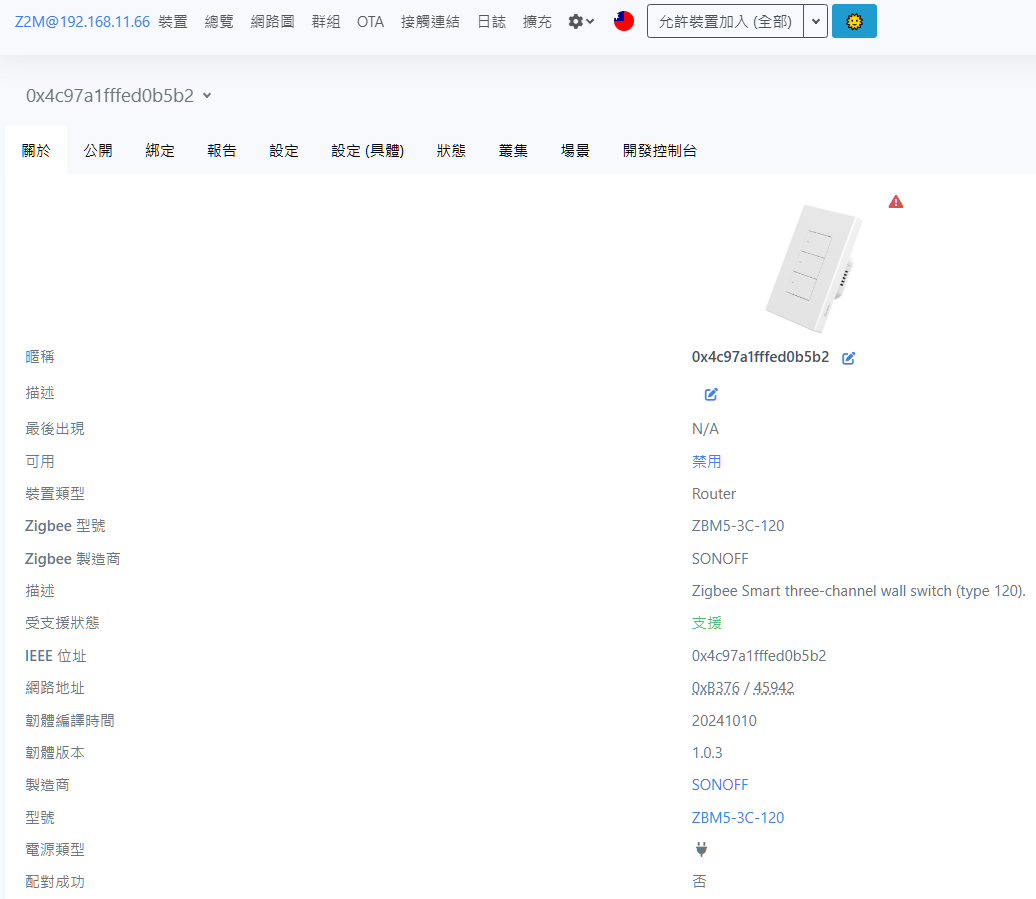 Z2M@192.168.11.66 裝置 總覽 網路圖 群組 OTA 接觸連結 日誌 擴充 允許裝置加入 (全部)
0x4c97a1fffed0b5b2
關於 公開 綁定 報告 設定 設定 (具體) 狀態 叢集 場景 開發控制台
暱稱 0x4c97a1fffed0b5b2
描述
最後出現 N/A
可用 禁用
裝置類型 Router
Zigbee 型號 ZBM5-3C-120
Zigbee 製造商 SONOFF
描述 Zigbee Smart three-channel wall switch (type 120).
受支援狀態 支援
IEEE 位址 0x4c97a1fffed0b5b2
網路地址 0xB376 / 45942
韌體編譯時間 20241010
韌體版本 1.0.3
製造商 SONOFF
型號 ZBM5-3C-120
電源類型
配對成功 否